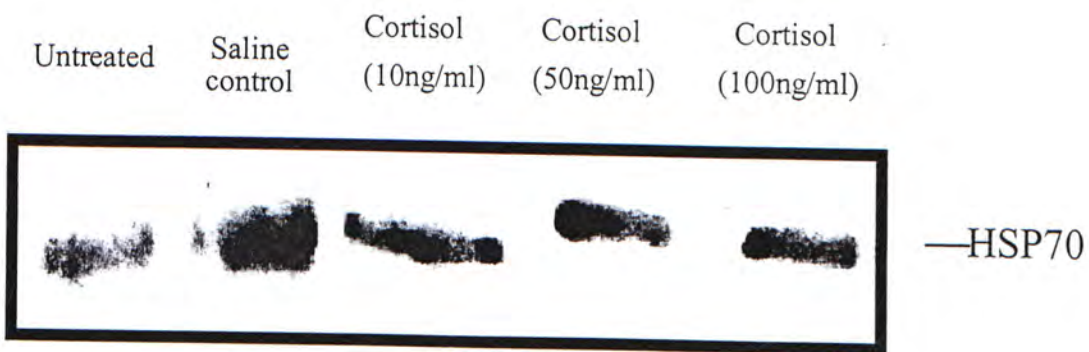 Untreated
Saline
control
Cortisol
(10ng/ml)
Cortisol
(50ng/ml)
Cortisol
(100ng/ml)
—HSP70